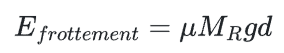 E_{frottement} = μM_Rgd